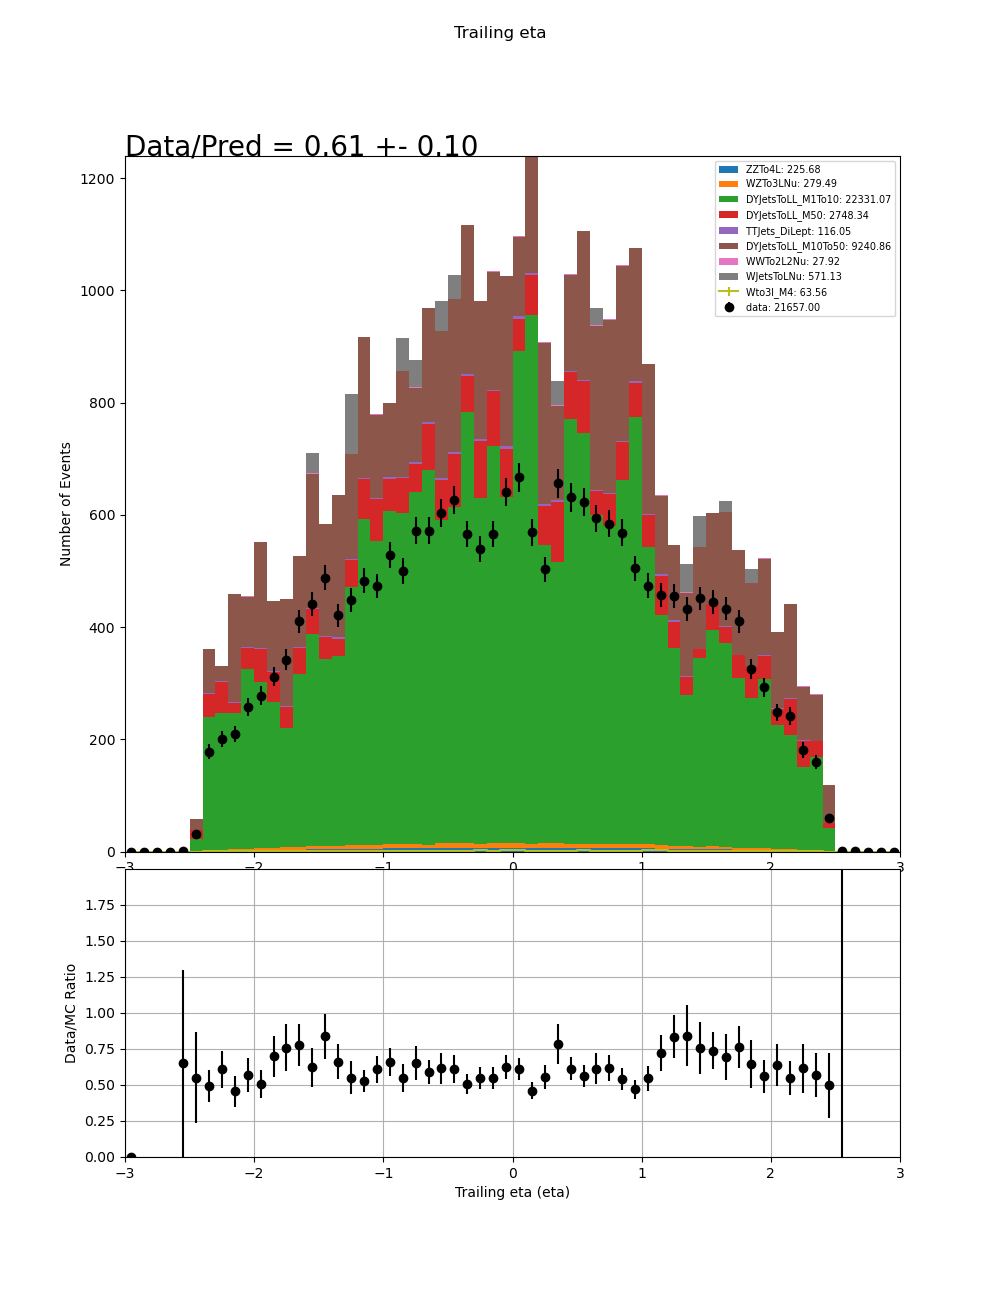 Trailing eta
Data/Pred = 0.61 +- 0.10
ZZTo4L: 225.68
WZTo3LNu: 279.49
DYJetsToLL_M1To10: 22331.07
DYJetsToLL_M50: 2748.34
TTJets_DiLept: 116.05
DYJetsToLL_M10To50: 9240.86
WWTo2L2Nu: 27.92
WJetsToLNu: 571.13
Wto3l_M4: 63.56
data: 21657.00
Number of Events
1200
1000
800
600
400
200
0
−3 −2 −1 0 1 2 3
Data/MC Ratio
1.75
1.50
1.25
1.00
0.75
0.50
0.25
0.00
−3 −2 −1 0 1 2 3
Trailing eta (eta)